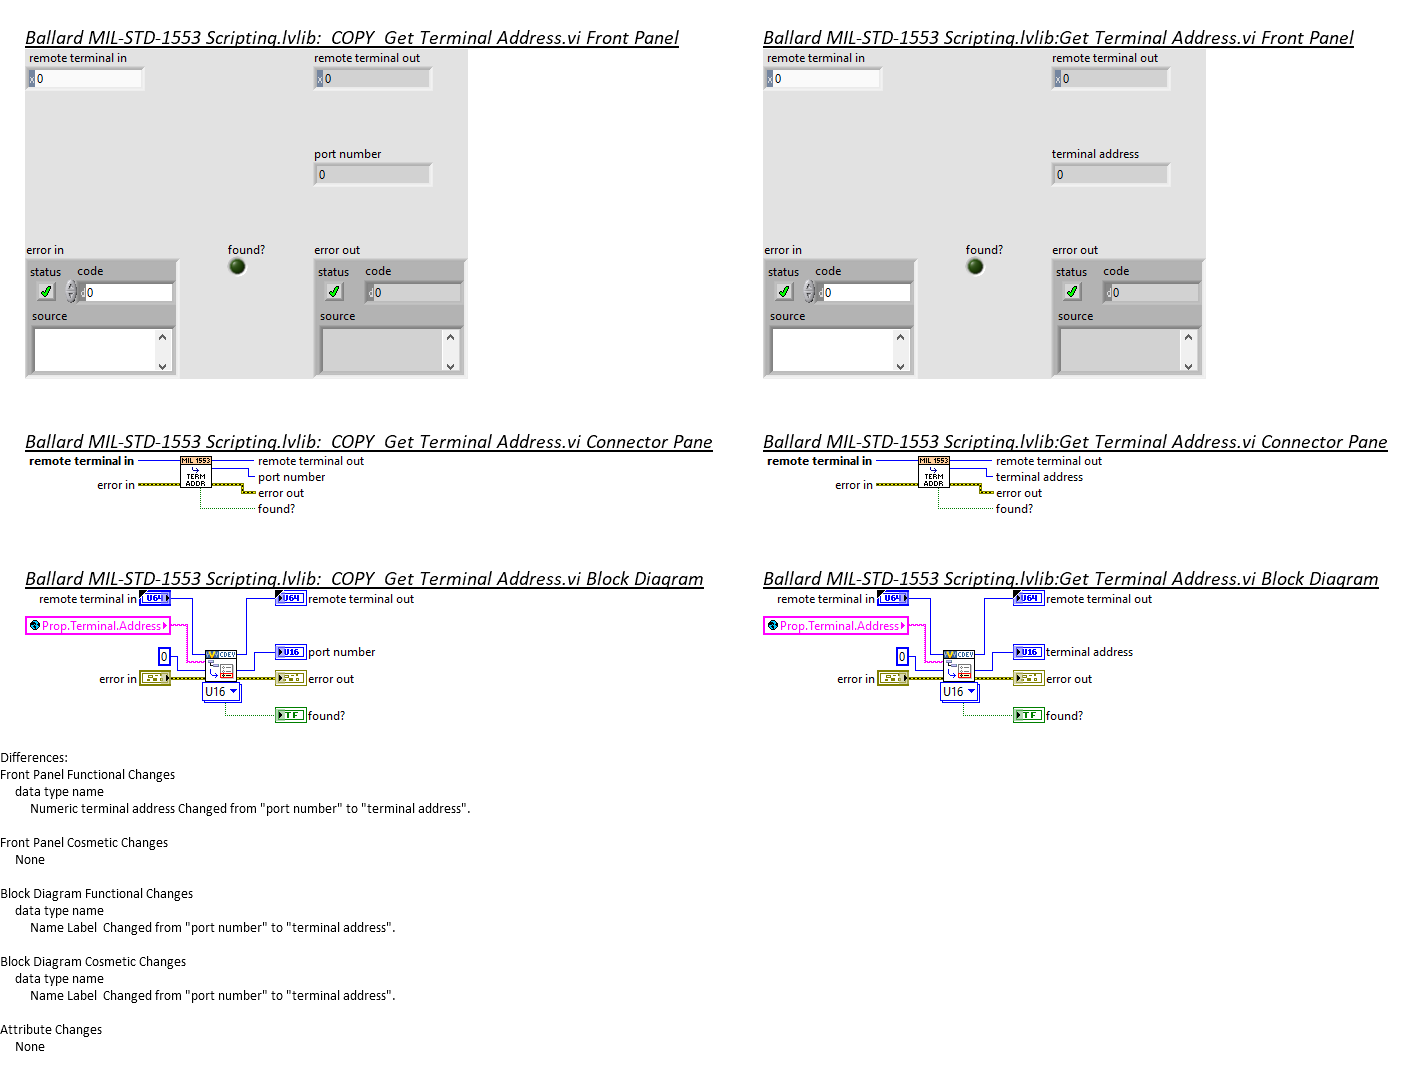 Ballard MIL-STD-1553 Scripting.lvlib:_COPY_Get Terminal Address.vi Front Panel
remote terminal in
remote terminal out
x 0
x 0
port number
0
error in
found?
error out
status
code
status
code
d 0
d 0
source
source
Ballard MIL-STD-1553 Scripting.lvlib:Get Terminal Address.vi Front Panel
remote terminal in
remote terminal out
x 0
x 0
terminal address
0
error in
found?
error out
status
code
status
code
d 0
d 0
source
source
Ballard MIL-STD-1553 Scripting.lvlib:_COPY_Get Terminal Address.vi Connector Pane
remote terminal in
MIL 1553
TERM
ADDR
remote terminal out
port number
error in
error out
found?
Ballard MIL-STD-1553 Scripting.lvlib:Get Terminal Address.vi Connector Pane
remote terminal in
MIL 1553
TERM
ADDR
remote terminal out
terminal address
error in
error out
found?
Ballard MIL-STD-1553 Scripting.lvlib:_COPY_Get Terminal Address.vi Block Diagram
remote terminal in
U64
U64
remote terminal out
Prop.Terminal.Address
0
CDEV
U16
port number
error in
error out
U16
TF
found?
Ballard MIL-STD-1553 Scripting.lvlib:Get Terminal Address.vi Block Diagram
remote terminal in
U64
U64
remote terminal out
Prop.Terminal.Address
0
CDEV
U16
terminal address
error in
error out
U16
TF
found?
Differences:
Front Panel Functional Changes
data type name
Numeric terminal address Changed from "port number" to "terminal address".
Front Panel Cosmetic Changes
None
Block Diagram Functional Changes
data type name
Name Label  Changed from "port number" to "terminal address".
Block Diagram Cosmetic Changes
data type name
Name Label  Changed from "port number" to "terminal address".
Attribute Changes
None